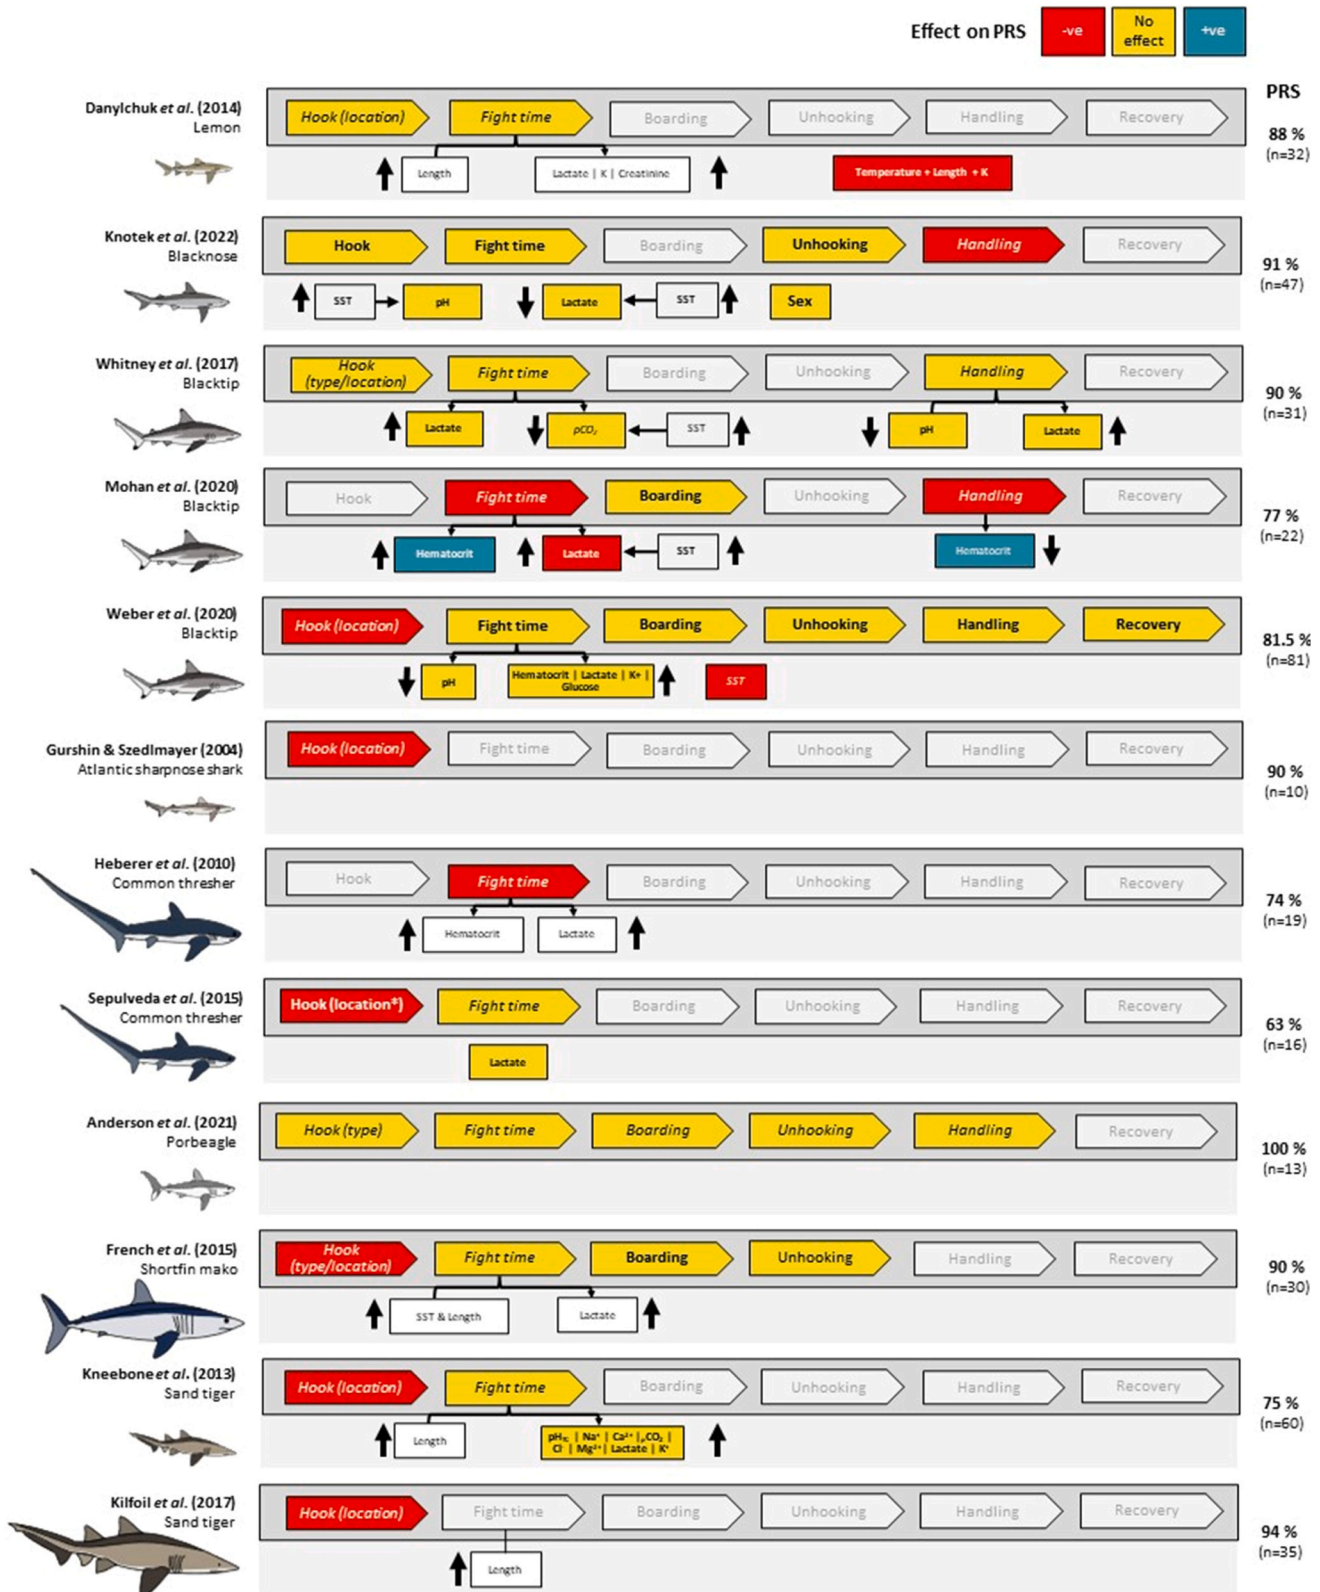 Effect on PRS
-ve
No
effect
+ve
PRS
Danylchuk et al. (2014)
Lemon
Hook (location)
Fight time
Boarding
Unhooking
Handling
Recovery
88 %
(n=32)
Length
Lactate | K | Creatinine
Temperature + Length + K
Knotek et al. (2022)
Blacknose
Hook
Fight time
Boarding
Unhooking
Handling
Recovery
91 %
(n=47)
SST
pH
Lactate
SST
Sex
Whitney et al. (2017)
Blacktip
Hook
(type/location)
Fight time
Boarding
Unhooking
Handling
Recovery
90 %
(n=31)
Lactate
pCO₂
SST
pH
Lactate
Mohan et al. (2020)
Blacktip
Hook
Fight time
Boarding
Unhooking
Handling
Recovery
77 %
(n=22)
Hematocrit
Lactate
SST
Hematocrit
Weber et al. (2020)
Blacktip
Hook (location)
Fight time
Boarding
Unhooking
Handling
Recovery
81.5 %
(n=81)
pH
Hematocrit | Lactate | K+ |
Glucose
SST
Gurshin & Szedlmayer (2004)
Atlantic sharpnose shark
Hook (location)
Fight time
Boarding
Unhooking
Handling
Recovery
90 %
(n=10)
Heberer et al. (2010)
Common thresher
Hook
Fight time
Boarding
Unhooking
Handling
Recovery
74 %
(n=19)
Hematocrit
Lactate
Sepulveda et al. (2015)
Common thresher
Hook (location*)
Fight time
Boarding
Unhooking
Handling
Recovery
63 %
(n=16)
Lactate
Anderson et al. (2021)
Porbeagle
Hook (type)
Fight time
Boarding
Unhooking
Handling
Recovery
100 %
(n=13)
French et al. (2015)
Shortfin mako
Hook
(type/location)
Fight time
Boarding
Unhooking
Handling
Recovery
90 %
(n=30)
SST & Length
Lactate
Kneebone et al. (2013)
Sand tiger
Hook (location)
Fight time
Boarding
Unhooking
Handling
Recovery
75 %
(n=60)
Length
pH | Na⁺ | Ca²⁺ | pCO₂ |
Cl⁻ | Mg²⁺ | Lactate | K⁺
Kilfoil et al. (2017)
Sand tiger
Hook (location)
Fight time
Boarding
Unhooking
Handling
Recovery
94 %
(n=35)
Length